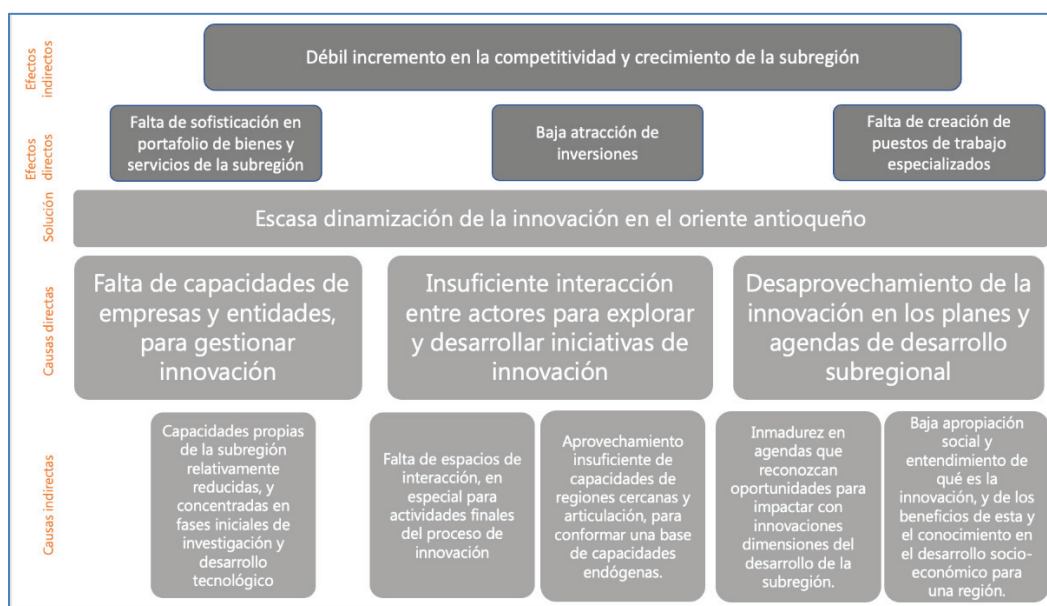 Efectos
indirectos
Débil incremento en la competitividad y crecimiento de la subregión
Efectos
directos
Falta de sofisticación en
portafolio de bienes y
servicios de la subregión
Baja atracción de
inversiones
Falta de creación de
puestos de trabajo
especializados
Solución
Escasa dinamización de la innovación en el oriente antioqueño
Causas directas
Falta de capacidades de
empresas y entidades,
para gestionar
innovación
Insuficiente interacción
entre actores para explorar
y desarrollar iniciativas de
innovación
Desaprovechamiento de la
innovación en los planes y
agendas de desarrollo
subregional
Causas indirectas
Capacidades propias
de la subregión
relativamente
reducidas, y
concentradas en
fases iniciales de
investigación y
desarrollo
tecnológico
Falta de espacios de
interacción, en
especial para
actividades finales
del proceso de
innovación
Aprovechamiento
insuficiente de
capacidades de
regiones cercanas y
articulación, para
conformar una base
de capacidades
endógenas.
Inmadurez en
agendas que
reconozcan
oportunidades para
impactar con
innovaciones
dimensiones del
desarrollo de la
subregión.
Baja apropiación
social y
entendimiento de
qué es la
innovación, y de los
beneficios de esta y
el conocimiento en
el desarrollo socio-
económico para
una región.